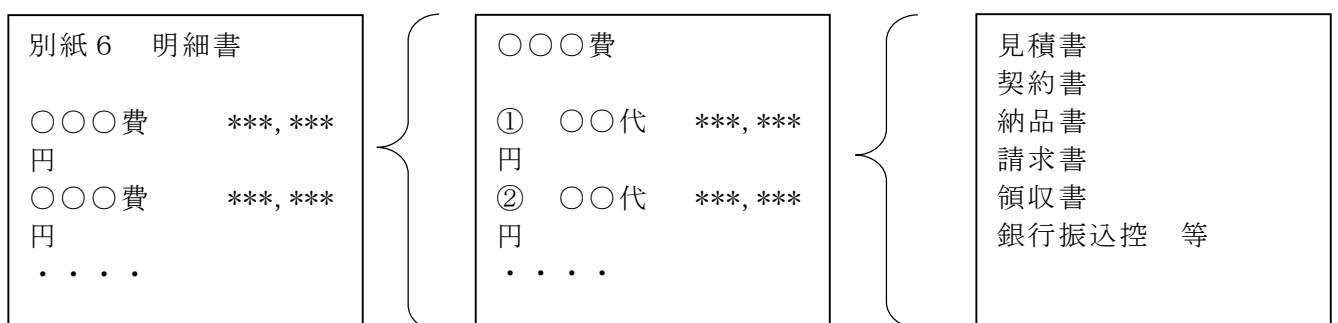 別紙６　明細書
○○○費　　***,***
円
○○○費　　***,***
円
・・・・
○○○費
①　○○代　***,***
円
②　○○代　***,***
円
・・・・
見積書
契約書
納品書
請求書
領収書
銀行振込控　等